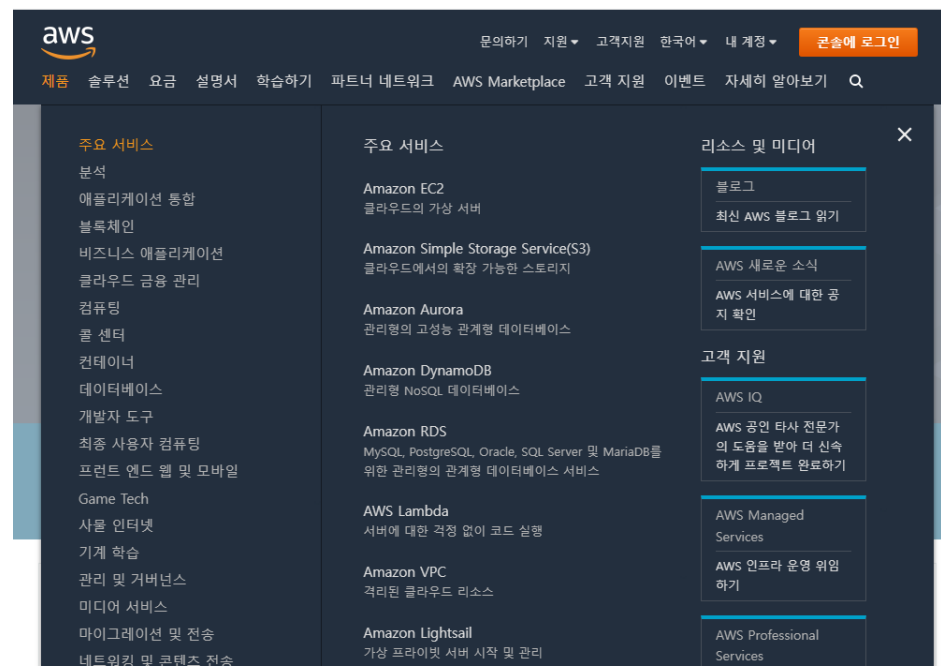 aws
문의하기 지원 고객지원 한국어 내 계정 콘솔에 로그인
제품 솔루션 요금 설명서 학습하기 파트너 네트워크 AWS Marketplace 고객 지원 이벤트 자세히 알아보기
주요 서비스
분석
애플리케이션 통합
블록체인
비즈니스 애플리케이션
클라우드 금융 관리
컴퓨팅
콜 센터
컨테이너
데이터베이스
개발자 도구
최종 사용자 컴퓨팅
프런트 엔드 웹 및 모바일
Game Tech
사물 인터넷
기계 학습
관리 및 거버넌스
미디어 서비스
마이그레이션 및 전송
네트워킹 및 콘텐츠 전송
주요 서비스
Amazon EC2
클라우드의 가상 서버
Amazon Simple Storage Service(S3)
클라우드에서의 확장 가능한 스토리지
Amazon Aurora
관리형의 고성능 관계형 데이터베이스
Amazon DynamoDB
관리형 NoSQL 데이터베이스
Amazon RDS
MySQL, PostgreSQL, Oracle, SQL Server 및 MariaDB를
위한 관리형의 관계형 데이터베이스 서비스
AWS Lambda
서버에 대한 걱정 없이 코드 실행
Amazon VPC
격리된 클라우드 리소스
Amazon Lightsail
가상 프라이빗 서버 시작 및 관리
리소스 및 미디어
블로그
최신 AWS 블로그 읽기
AWS 새로운 소식
AWS 서비스에 대한 공
지 확인
고객 지원
AWS IQ
AWS 공인 타사 전문가
의 도움을 받아 더 신속
하게 프로젝트 완료하기
AWS Managed
Services
AWS 인프라 운영 위임
하기
AWS Professional
Services